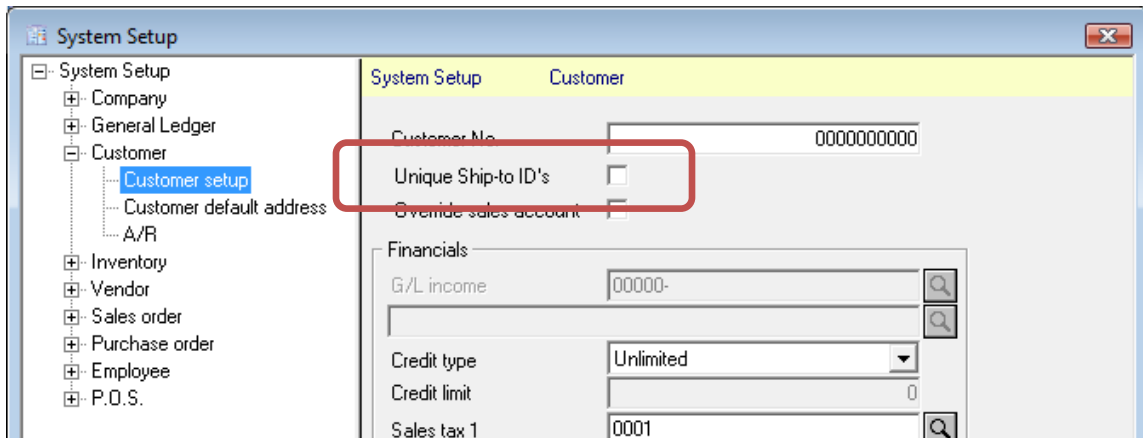 System Setup
System Setup
Company
General Ledger
Customer
Customer setup
Customer default address
A/R
Inventory
Vendor
Sales order
Purchase order
Employee
P.O.S.
System Setup Customer
Customer No. 0000000000
Unique Ship-to ID's
Override sales account
Financials
G/L income 00000-
Credit type Unlimited
Credit limit 0
Sales tax 1 0001